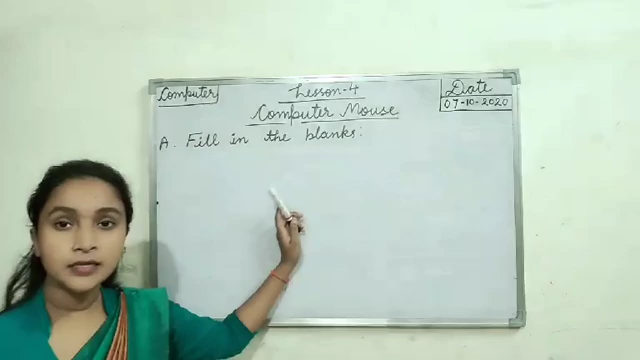 Computer
Lesson-4
Date
07-10-2020
Computer Mouse
A. Fill in the blanks: